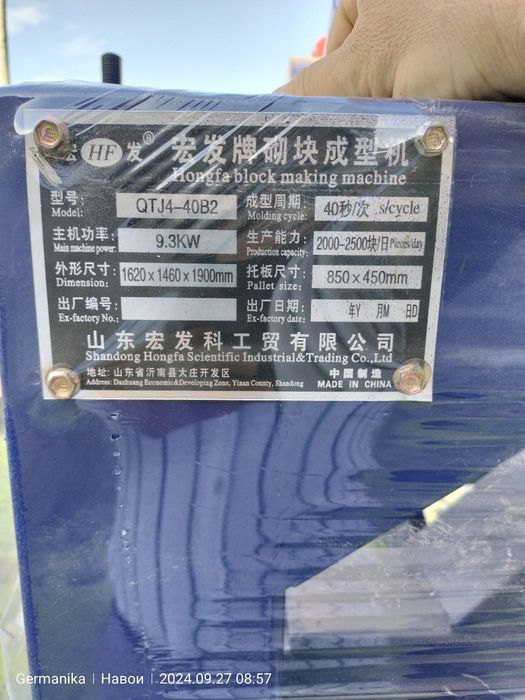 宏 HF 发® 宏发牌砌块成型机
Hongfa block making machine
型号: QTJ4-40B2 成型周期: 40秒/次 s/cycle
Model: Molding cycle:
主机功率: 9.3KW 生产能力: 2000-2500块/日 Pieces/day
Main machine power: Production capacity:
外形尺寸: 1620×1460×1900mm 托板尺寸: 850×450mm
Dimension: Pallet size:
出厂编号: 出厂日期: 年Y 月M 日D
Ex-factory No.: Ex-factory date:
山东宏发科工贸有限公司
Shandong Hongfa Scientific Industrial&Trading Co.,Ltd
地址: 山东省沂南县大庄开发区 中国制造
Address: Dazhuang Economic&Developing Zone, Yinan County, Shandong MADE IN CHINA
Germanika | Навои | 2024.09.27 08:57